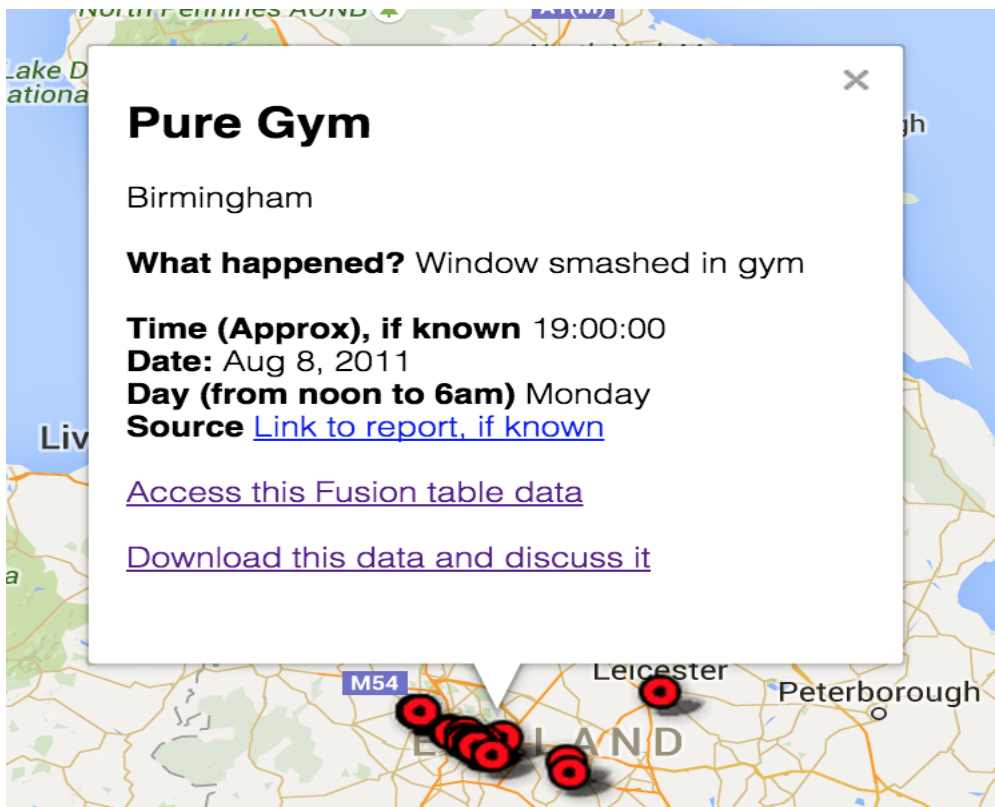 North Pennines AONB
A1(M)
Lake D
ationa
×
Pure Gym
gh
Birmingham
What happened? Window smashed in gym
Time (Approx), if known 19:00:00
Date: Aug 8, 2011
Day (from noon to 6am) Monday
Liv
Source Link to report, if known
Access this Fusion table data
Download this data and discuss it
a
Leicester
M54
Peterborough
ENGLAND